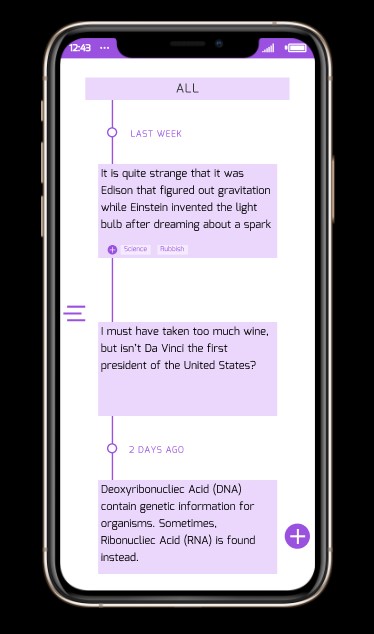 12:43
ALL
LAST WEEK
It is quite strange that it was
Edison that figured out gravitation
while Einstein invented the light
bulb after dreaming about a spark
Science Rubbish
I must have taken too much wine,
but isn't Da Vinci the first
president of the United States?
2 DAYS AGO
Deoxyribonucliec Acid (DNA)
contain genetic information for
organisms. Sometimes,
Ribonucliec Acid (RNA) is found
instead.